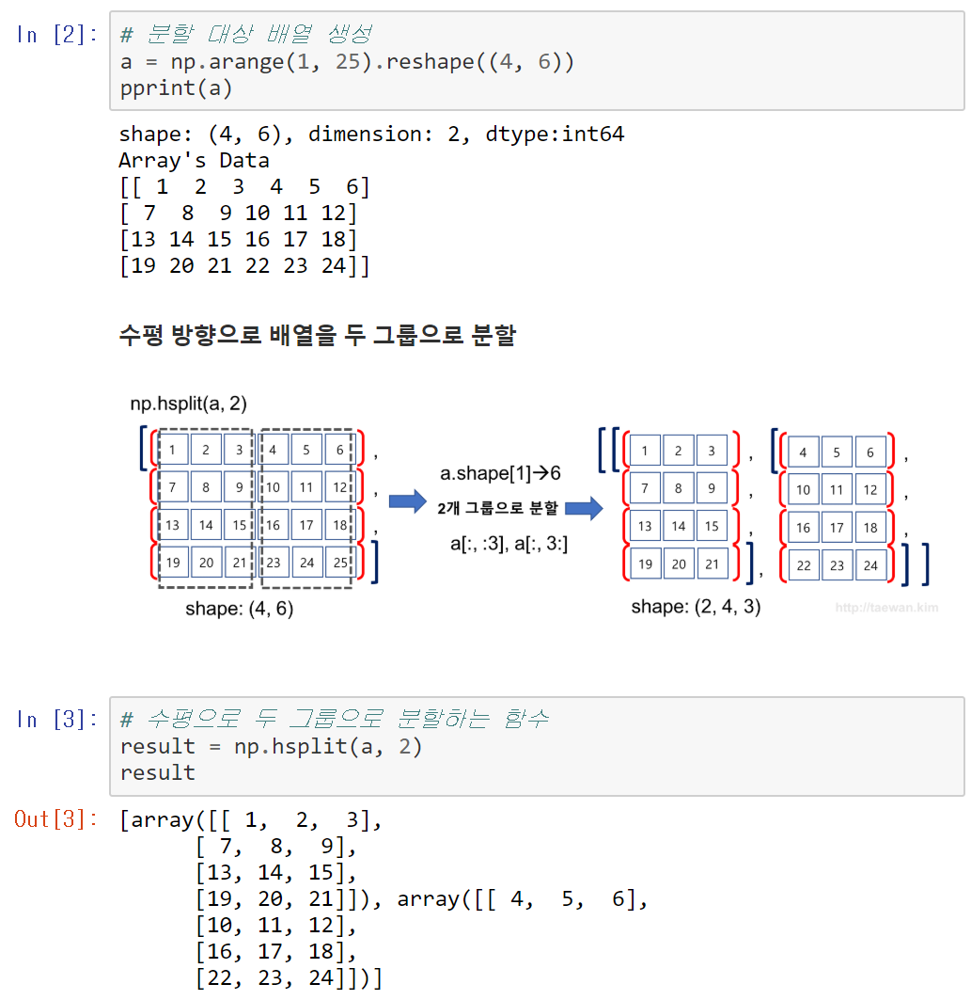 In [2]:
# 분할 대상 배열 생성
a = np.arange(1, 25).reshape((4, 6))
pprint(a)
shape: (4, 6), dimension: 2, dtype:int64
Array's Data
[[ 1  2  3  4  5  6]
[ 7  8  9 10 11 12]
[13 14 15 16 17 18]
[19 20 21 22 23 24]]
수평 방향으로 배열을 두 그룹으로 분할
np.hsplit(a, 2)
[[ 1 2 3 4 5 6 ] ,
[ 7 8 9 10 11 12 ] ,
[ 13 14 15 16 17 18 ] ,
[ 19 20 21 23 24 25 ] ]
shape: (4, 6)
a.shape[1]→6
2개 그룹으로 분할
a[:, :3], a[:, 3:]
[ [ [ 1 2 3 ] , [ [ 4 5 6 ] ,
[ 7 8 9 ] , [ 10 11 12 ] ,
[ 13 14 15 ] , [ 16 17 18 ] ,
[ 19 20 21 ] ] , [ 22 23 24 ] ] ]
shape: (2, 4, 3)
http://taewan.kim
In [3]:
# 수평으로 두 그룹으로 분할하는 함수
result = np.hsplit(a, 2)
result
Out[3]:
[array([[ 1,  2,  3],
[ 7,  8,  9],
[13, 14, 15],
[19, 20, 21]]), array([[ 4,  5,  6],
[10, 11, 12],
[16, 17, 18],
[22, 23, 24]])]